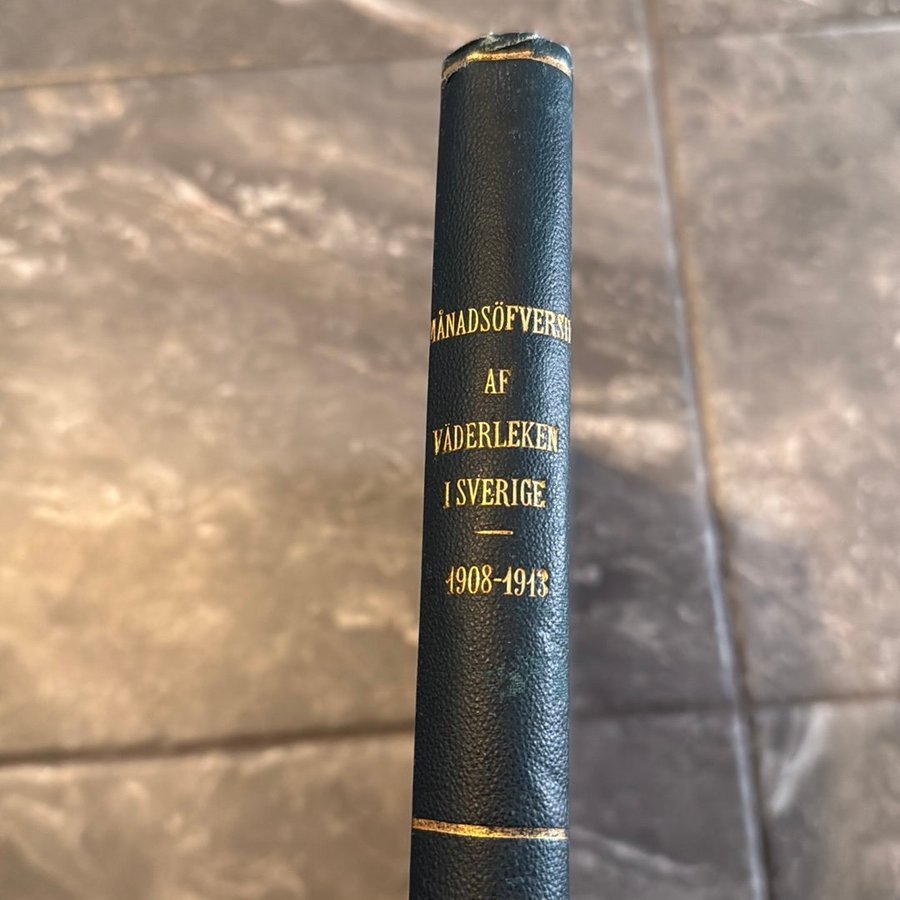 MÅNADSÖFVERSI
AF
VÄDERLEKEN
I SVERIGE
1908-1913